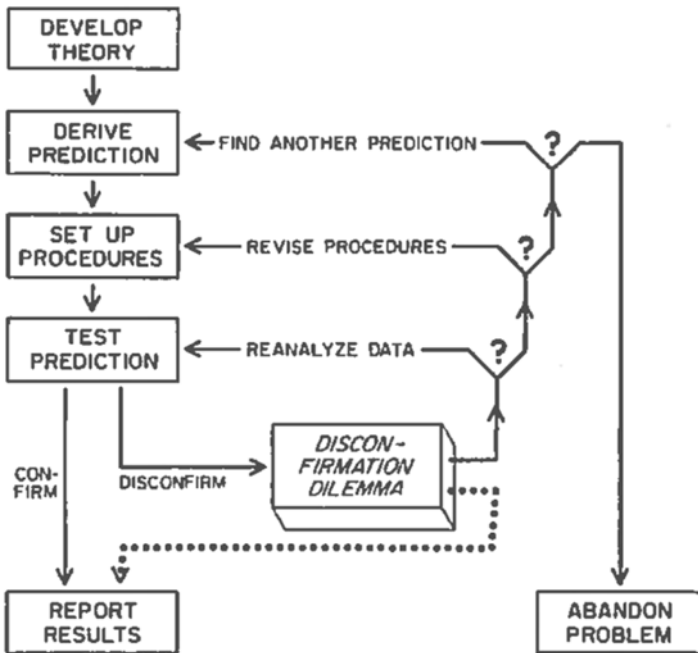 DEVELOP
THEORY
DERIVE
PREDICTION
FIND ANOTHER PREDICTION
?
SET UP
PROCEDURES
REVISE PROCEDURES
?
TEST
PREDICTION
REANALYZE DATA
?
CON-
FIRM
DISCONFIRM
DISCON-
FIRMATION
DILEMMA
REPORT
RESULTS
ABANDON
PROBLEM